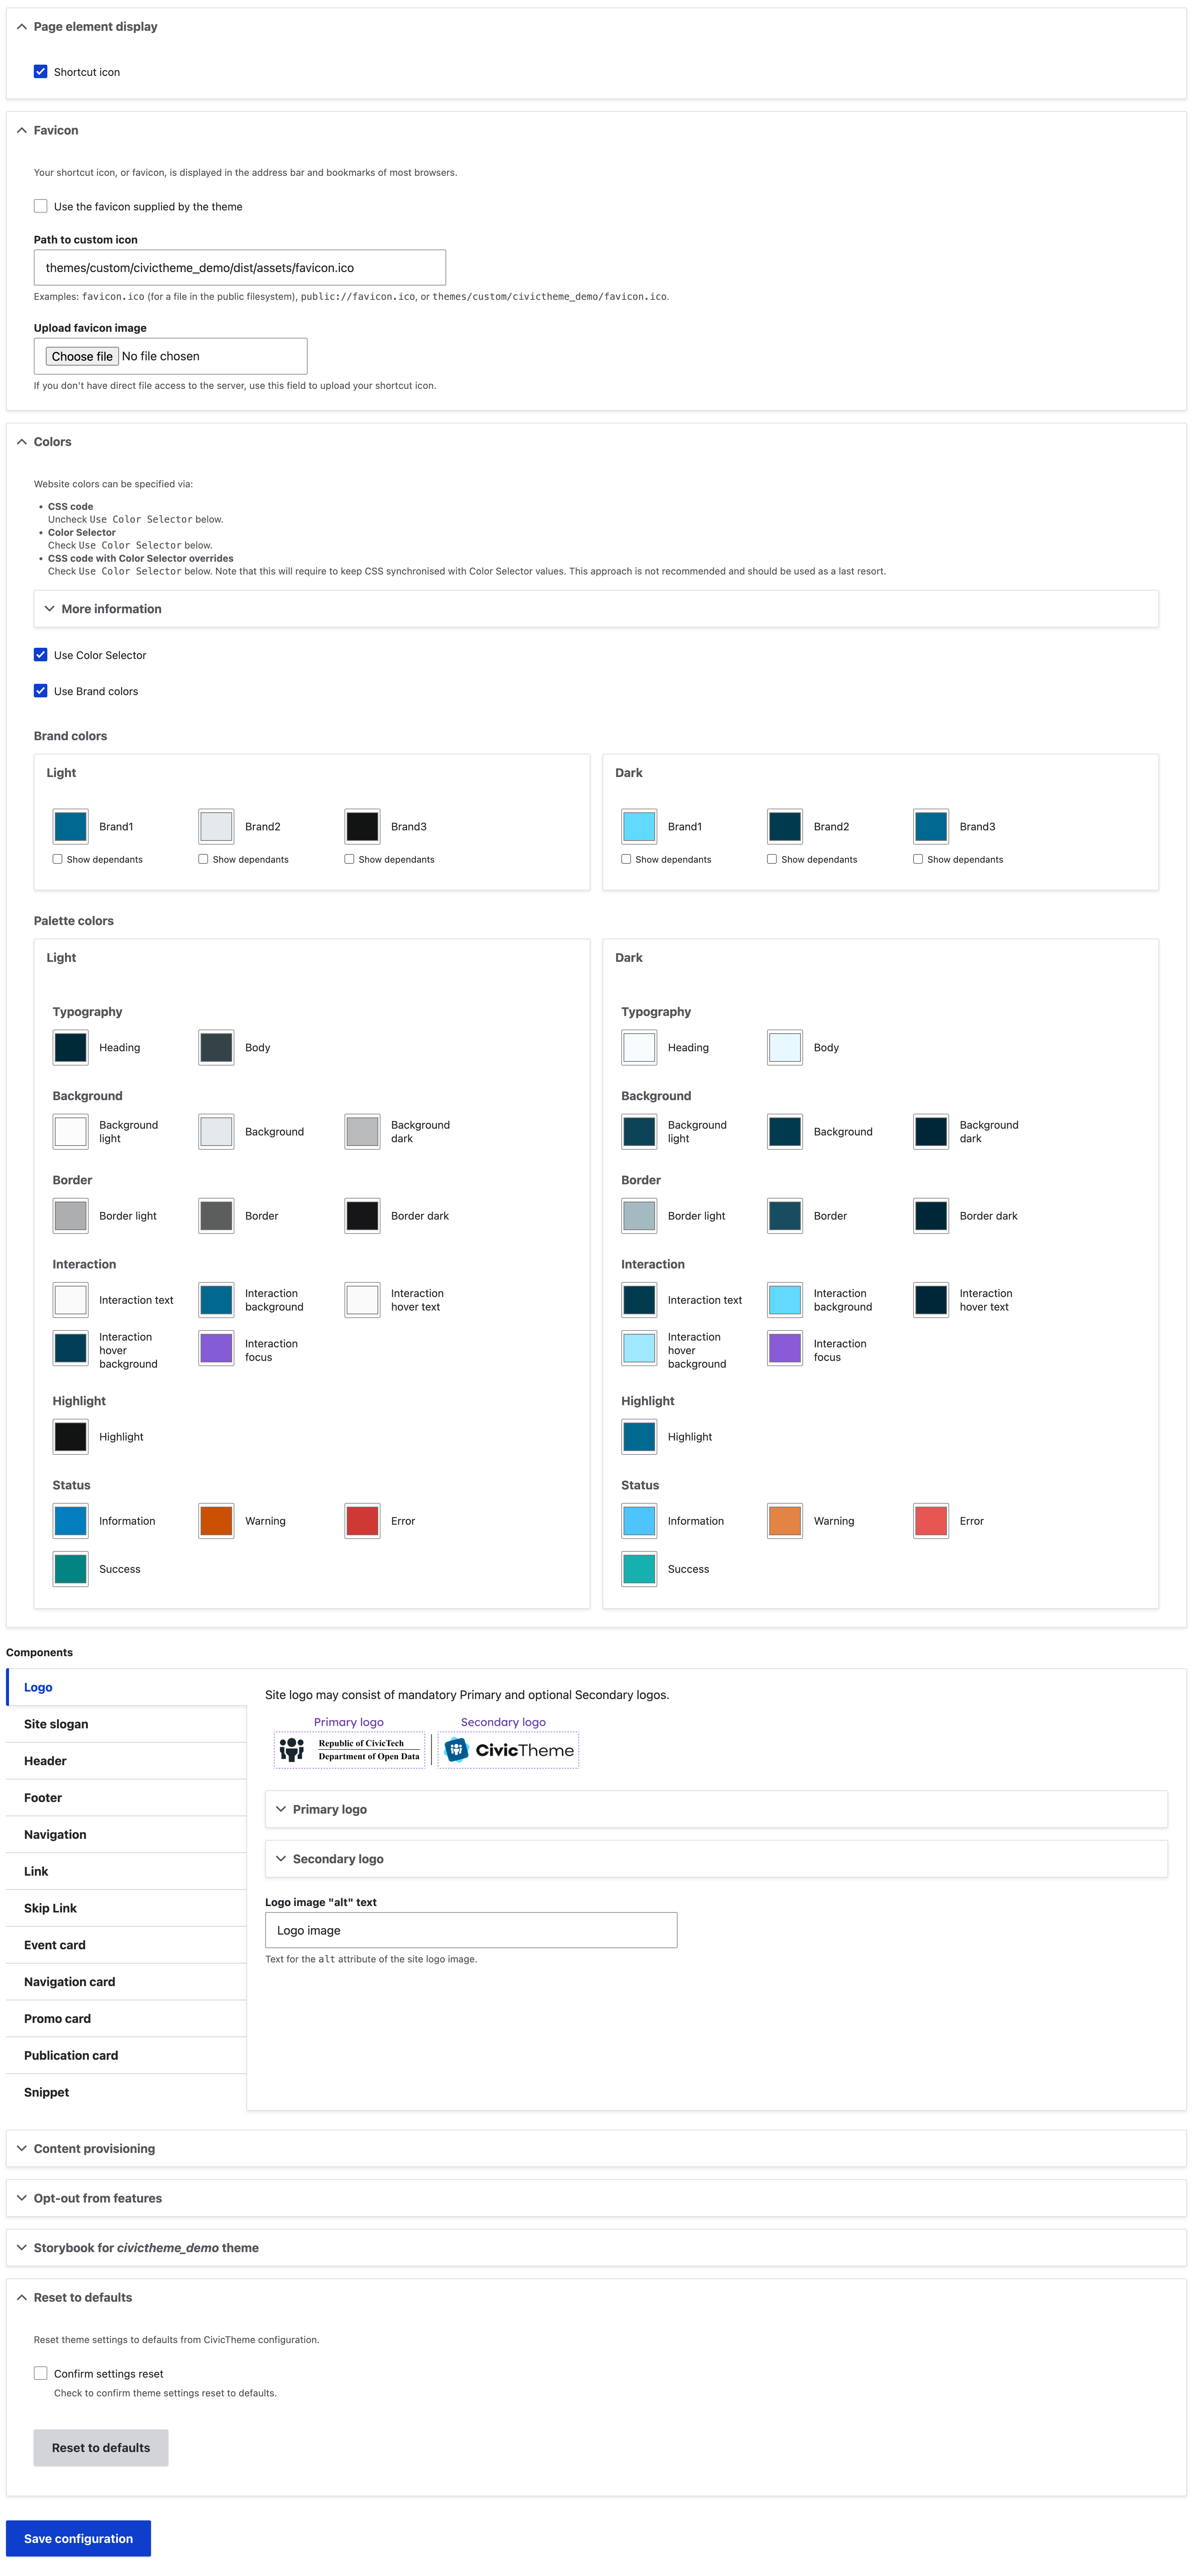 Page element display
Shortcut icon
Favicon
Your shortcut icon, or favicon, is displayed in the address bar and bookmarks of most browsers.
Use the favicon supplied by the theme
Path to custom icon
themes/custom/civictheme_demo/dist/assets/favicon.ico
Examples: favicon.ico (for a file in the public filesystem), public://favicon.ico, or themes/custom/civictheme_demo/favicon.ico.
Upload favicon image
Choose file No file chosen
If you don't have direct file access to the server, use this field to upload your shortcut icon.
Colors
Website colors can be specified via:
• CSS code
Uncheck Use Color Selector below.
• Color Selector
Check Use Color Selector below.
• CSS code with Color Selector overrides
Check Use Color Selector below. Note that this will require to keep CSS synchronised with Color Selector values. This approach is not recommended and should be used as a last resort.
More information
Use Color Selector
Use Brand colors
Brand colors
Light
Brand1 Brand2 Brand3
Show dependants Show dependants Show dependants
Dark
Brand1 Brand2 Brand3
Show dependants Show dependants Show dependants
Palette colors
Light
Typography
Heading Body
Background
Background light Background Background dark
Border
Border light Border Border dark
Interaction
Interaction text Interaction background Interaction hover text
Interaction hover background Interaction focus
Highlight
Highlight
Status
Information Warning Error
Success
Dark
Typography
Heading Body
Background
Background light Background Background dark
Border
Border light Border Border dark
Interaction
Interaction text Interaction background Interaction hover text
Interaction hover background Interaction focus
Highlight
Highlight
Status
Information Warning Error
Success
Components
Logo
Site slogan
Header
Footer
Navigation
Link
Skip Link
Event card
Navigation card
Promo card
Publication card
Snippet
Site logo may consist of mandatory Primary and optional Secondary logos.
Primary logo Secondary logo
Republic of CivicTech
Department of Open Data
CivicTheme
Primary logo
Secondary logo
Logo image "alt" text
Logo image
Text for the alt attribute of the site logo image.
Content provisioning
Opt-out from features
Storybook for civictheme_demo theme
Reset to defaults
Reset theme settings to defaults from CivicTheme configuration.
Confirm settings reset
Check to confirm theme settings reset to defaults.
Reset to defaults
Save configuration